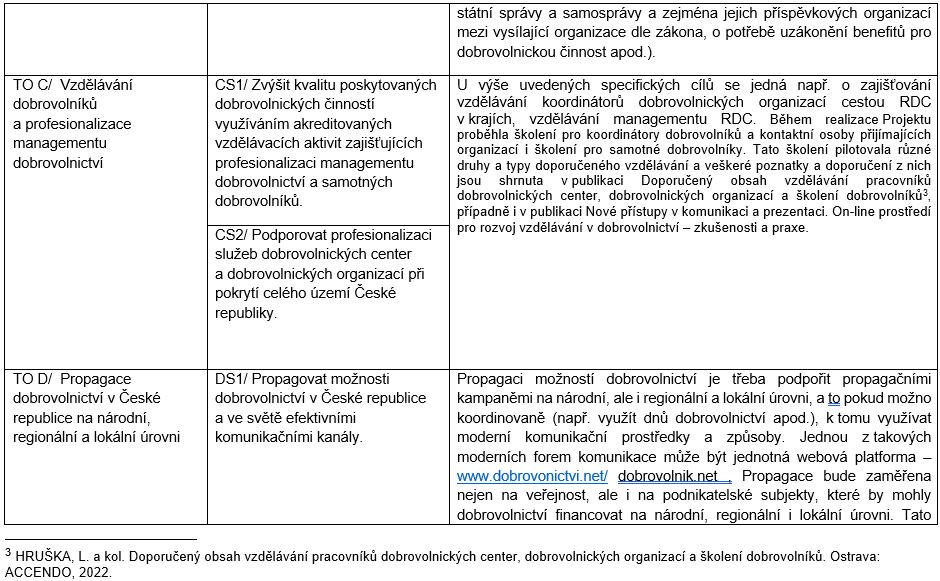 státní správy a samosprávy a zejména jejich příspěvkových organizací
mezi vysílající organizace dle zákona, o potřebě uzákonění benefitů pro
dobrovolnickou činnost apod.).
TO C/ Vzdělávání
dobrovolníků
a profesionalizace
managementu
dobrovolnictví
CS1/ Zvýšit kvalitu poskytovaných
dobrovolnických činností
využíváním akreditovaných
vzdělávacích aktivit zajišťujících
profesionalizaci managementu
dobrovolnictví a samotných
dobrovolníků.
CS2/ Podporovat profesionalizaci
služeb dobrovolnických center
a dobrovolnických organizací při
pokrytí celého území České
republiky.
U výše uvedených specifických cílů se jedná např. o zajišťování
vzdělávání koordinátorů dobrovolnických organizací cestou RDC
v krajích, vzdělávání managementu RDC. Během realizace Projektu
proběhla školení pro koordinátory dobrovolníků a kontaktní osoby přijímajících
organizací i školení pro samotné dobrovolníky. Tato školení pilotovala různé
druhy a typy doporučeného vzdělávání a veškeré poznatky a doporučení z nich
jsou shrnuta v publikaci Doporučený obsah vzdělávání pracovníků
dobrovolnických center, dobrovolnických organizací a školení dobrovolníků3,
případně i v publikaci Nové přístupy v komunikaci a prezentaci. On-line prostředí
pro rozvoj vzdělávání v dobrovolnictví – zkušenosti a praxe.
TO D/ Propagace
dobrovolnictví v České
republice na národní,
regionální a lokální úrovni
DS1/ Propagovat možnosti
dobrovolnictví v České republice
a ve světě efektivními
komunikačními kanály.
Propagaci možností dobrovolnictví je třeba podpořit propagačními
kampaněmi na národní, ale i regionální a lokální úrovni, a to pokud možno
koordinovaně (např. využít dnů dobrovolnictví apod.), k tomu využívat
moderní komunikační prostředky a způsoby. Jednou z takových
moderních forem komunikace může být jednotná webová platforma –
www.dobrovonictvi.net/ dobrovolnik.net . Propagace bude zaměřena
nejen na veřejnost, ale i na podnikatelské subjekty, které by mohly
dobrovolnictví financovat na národní, regionální i lokální úrovni. Tato
3 HRUŠKA, L. a kol. Doporučený obsah vzdělávání pracovníků dobrovolnických center, dobrovolnických organizací a školení dobrovolníků. Ostrava:
ACCENDO, 2022.